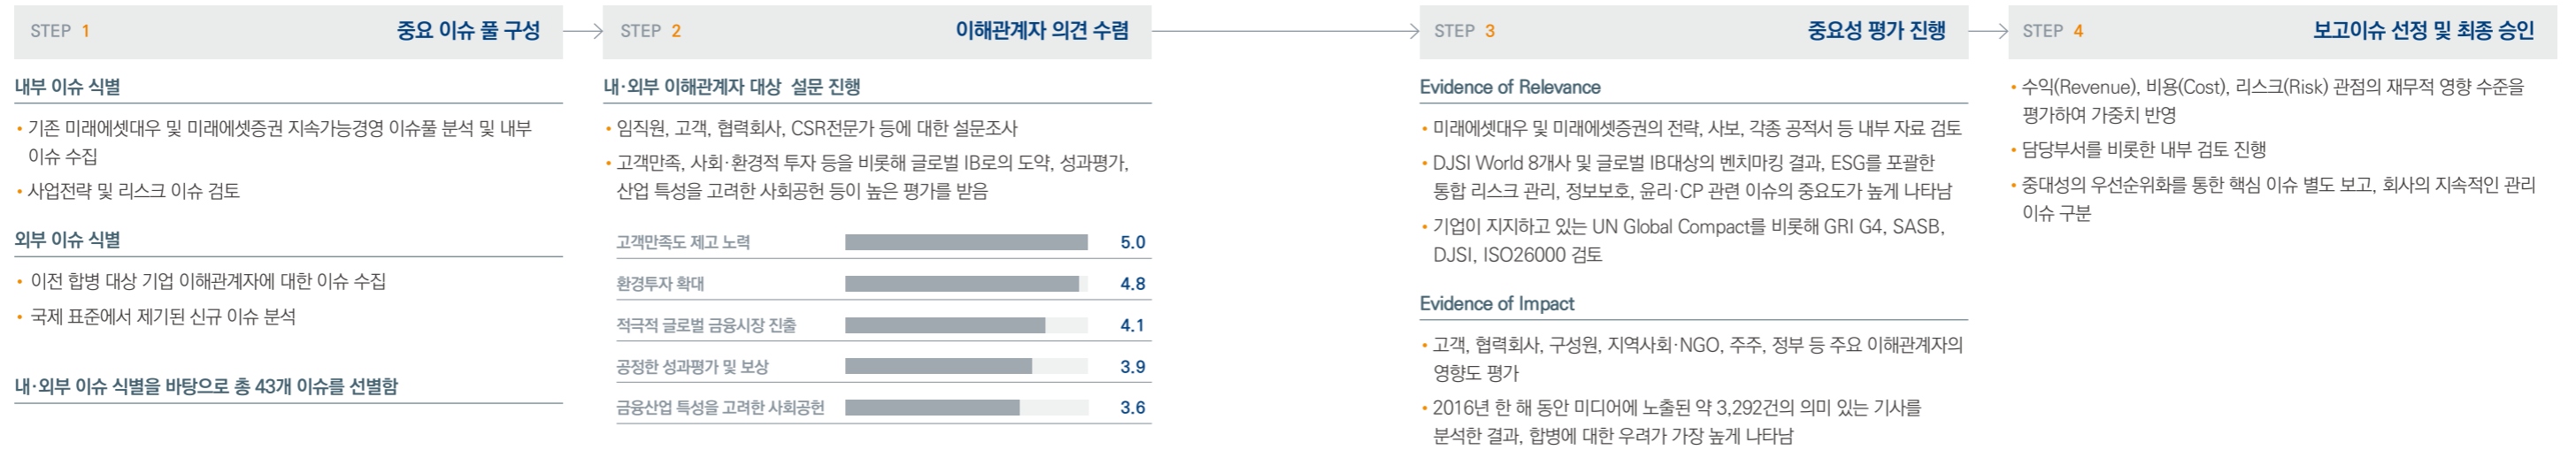 STEP 1 중요 이슈 풀 구성
내부 이슈 식별
• 기존 미래에셋대우 및 미래에셋증권 지속가능경영 이슈풀 분석 및 내부
이슈 수집
• 사업전략 및 리스크 이슈 검토
외부 이슈 식별
• 이전 합병 대상 기업 이해관계자에 대한 이슈 수집
• 국제 표준에서 제기된 신규 이슈 분석
내·외부 이슈 식별을 바탕으로 총 43개 이슈를 선별함
STEP 2 이해관계자 의견 수렴
내·외부 이해관계자 대상 설문 진행
• 임직원, 고객, 협력회사, CSR전문가 등에 대한 설문조사
• 고객만족, 사회·환경적 투자 등을 비롯해 글로벌 IB로의 도약, 성과평가,
산업 특성을 고려한 사회공헌 등이 높은 평가를 받음
고객만족도 제고 노력 5.0
환경투자 확대 4.8
적극적 글로벌 금융시장 진출 4.1
공정한 성과평가 및 보상 3.9
금융산업 특성을 고려한 사회공헌 3.6
STEP 3 중요성 평가 진행
Evidence of Relevance
• 미래에셋대우 및 미래에셋증권의 전략, 사보, 각종 공적서 등 내부 자료 검토
• DJSI World 8개사 및 글로벌 IB대상의 벤치마킹 결과, ESG를 포괄한
통합 리스크 관리, 정보보호, 윤리·CP 관련 이슈의 중요도가 높게 나타남
• 기업이 지지하고 있는 UN Global Compact를 비롯해 GRI G4, SASB,
DJSI, ISO26000 검토
Evidence of Impact
• 고객, 협력회사, 구성원, 지역사회·NGO, 주주, 정부 등 주요 이해관계자의
영향도 평가
• 2016년 한 해 동안 미디어에 노출된 약 3,292건의 의미 있는 기사를
분석한 결과, 합병에 대한 우려가 가장 높게 나타남
STEP 4 보고이슈 선정 및 최종 승인
• 수익(Revenue), 비용(Cost), 리스크(Risk) 관점의 재무적 영향 수준을
평가하여 가중치 반영
• 담당부서를 비롯한 내부 검토 진행
• 중대성의 우선순위화를 통한 핵심 이슈 별도 보고, 회사의 지속적인 관리
이슈 구분